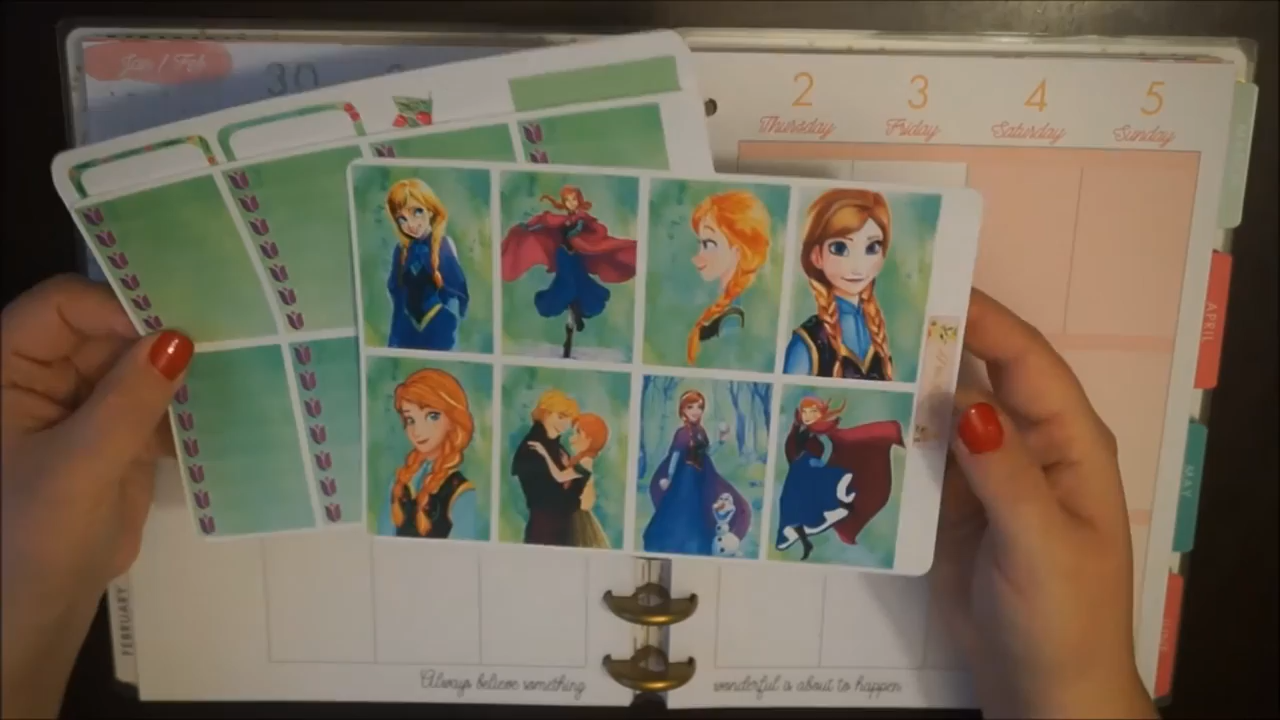 Jan / Feb
30
2
3
4
5
Thursday
Friday
Saturday
Sunday
APRIL
MAY
FEBRUARY
Always believe something
wonderful is about to happen